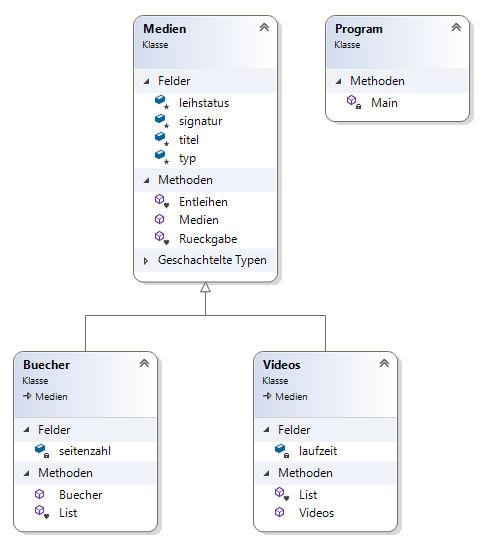 Medien
Klasse
Felder
leihstatus
signatur
titel
typ
Methoden
Entleihen
Medien
Rueckgabe
Geschachtelte Typen
Program
Klasse
Methoden
Main
Buecher
Klasse
Medien
Felder
seitenzahl
Methoden
Buecher
List
Videos
Klasse
Medien
Felder
laufzeit
Methoden
List
Videos